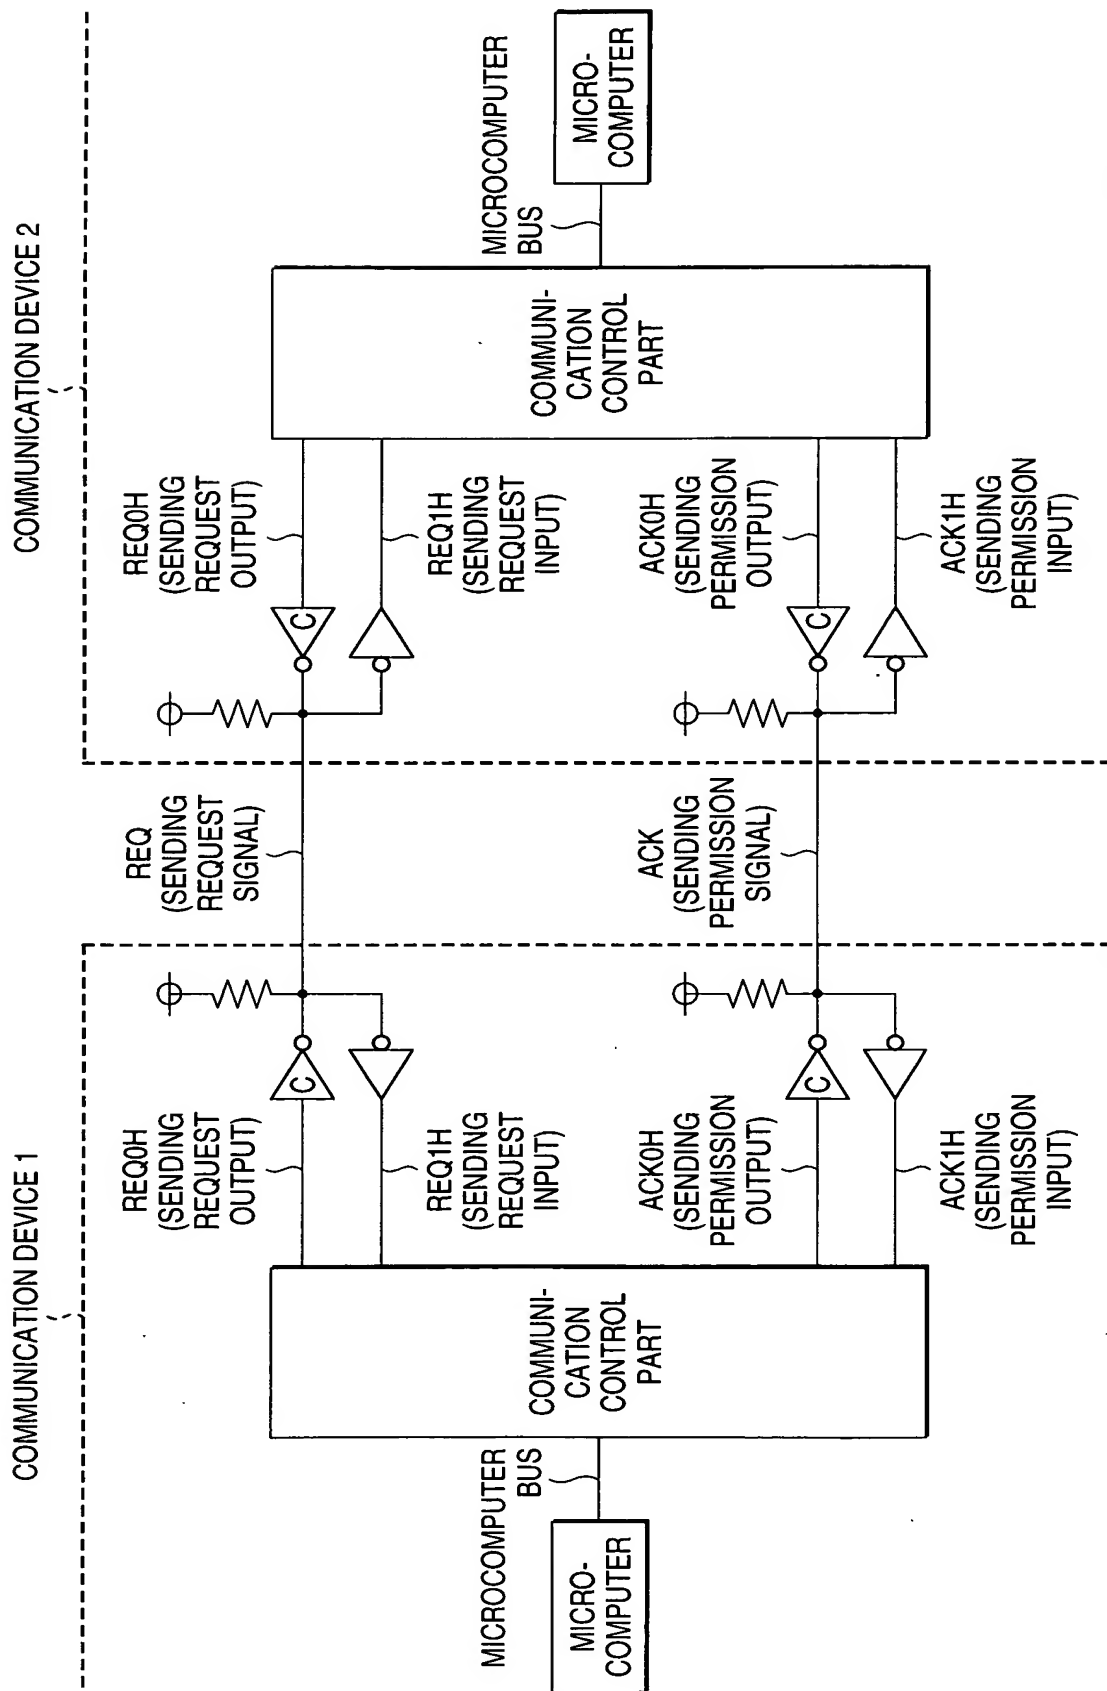 COMMUNICATION DEVICE 1
COMMUNICATION DEVICE 2
REQ0H
(SENDING
REQUEST
OUTPUT)
REQ
(SENDING
REQUEST
SIGNAL)
REQ0H
(SENDING
REQUEST
OUTPUT)
C
C
REQ1H
(SENDING
REQUEST
INPUT)
REQ1H
(SENDING
REQUEST
INPUT)
MICROCOMPUTER
BUS
MICRO-
COMPUTER
COMMUNI-
CATION
CONTROL
PART
COMMUNI-
CATION
CONTROL
PART
MICROCOMPUTER
BUS
MICRO-
COMPUTER
ACK0H
(SENDING
PERMISSION
OUTPUT)
ACK
(SENDING
PERMISSION
SIGNAL)
ACK0H
(SENDING
PERMISSION
OUTPUT)
C
C
ACK1H
(SENDING
PERMISSION
INPUT)
ACK1H
(SENDING
PERMISSION
INPUT)